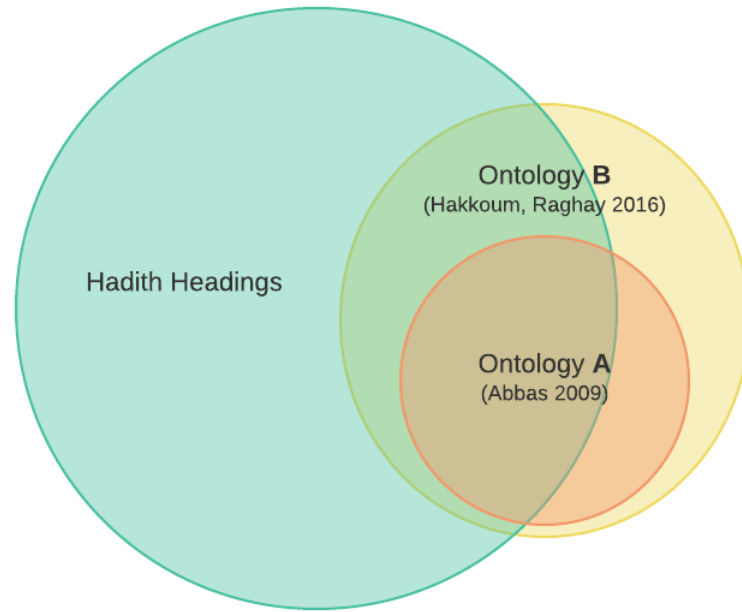 Ontology B
(Hakkoum, Raghay 2016)
Hadith Headings
Ontology A
(Abbas 2009)